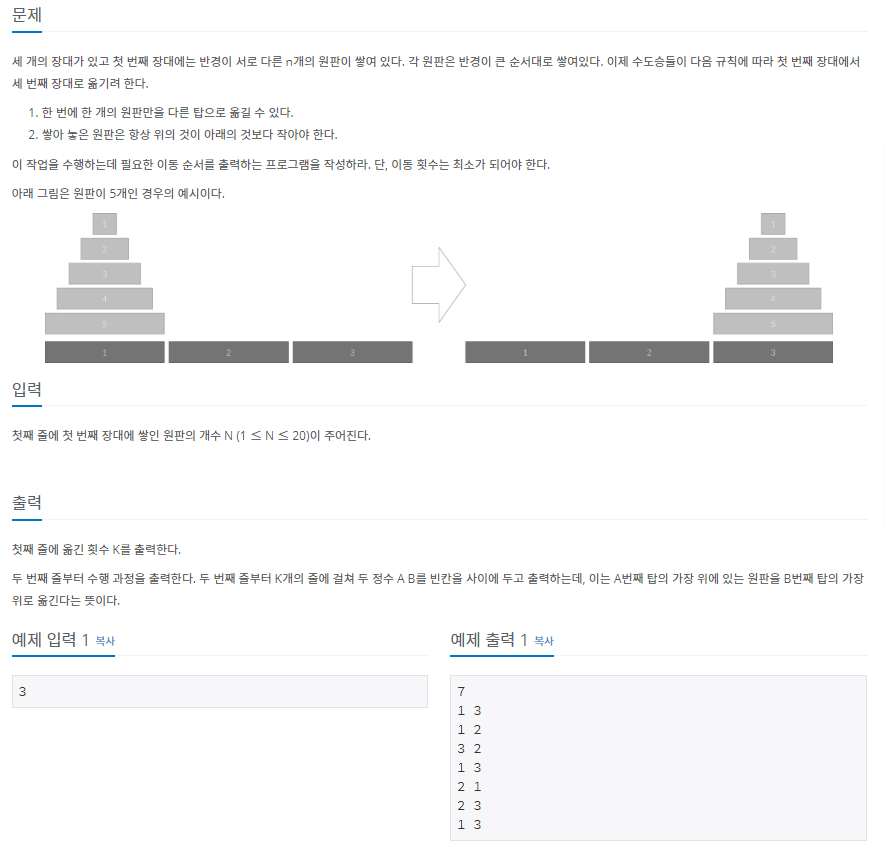 문제
세 개의 장대가 있고 첫 번째 장대에는 반경이 서로 다른 n개의 원판이 쌓여 있다. 각 원판은 반경이 큰 순서대로 쌓여있다. 이제 수도승들이 다음 규칙에 따라 첫 번째 장대에서
세 번째 장대로 옮기려 한다.
1. 한 번에 한 개의 원판만을 다른 탑으로 옮길 수 있다.
2. 쌓아 놓은 원판은 항상 위의 것이 아래의 것보다 작아야 한다.
이 작업을 수행하는데 필요한 이동 순서를 출력하는 프로그램을 작성하라. 단, 이동 횟수는 최소가 되어야 한다.
아래 그림은 원판이 5개인 경우의 예시이다.
1 1
2 2
3 3
4 4
5 5
1 2 3 1 2 3
입력
첫째 줄에 첫 번째 장대에 쌓인 원판의 개수 N (1 ≤ N ≤ 20)이 주어진다.
출력
첫째 줄에 옮긴 횟수 K를 출력한다.
두 번째 줄부터 수행 과정을 출력한다. 두 번째 줄부터 K개의 줄에 걸쳐 두 정수 A B를 빈칸을 사이에 두고 출력하는데, 이는 A번째 탑의 가장 위에 있는 원판을 B번째 탑의 가장
위로 옮긴다는 뜻이다.
예제 입력 1 복사
3
예제 출력 1 복사
7
1 3
1 2
3 2
1 3
2 1
2 3
1 3